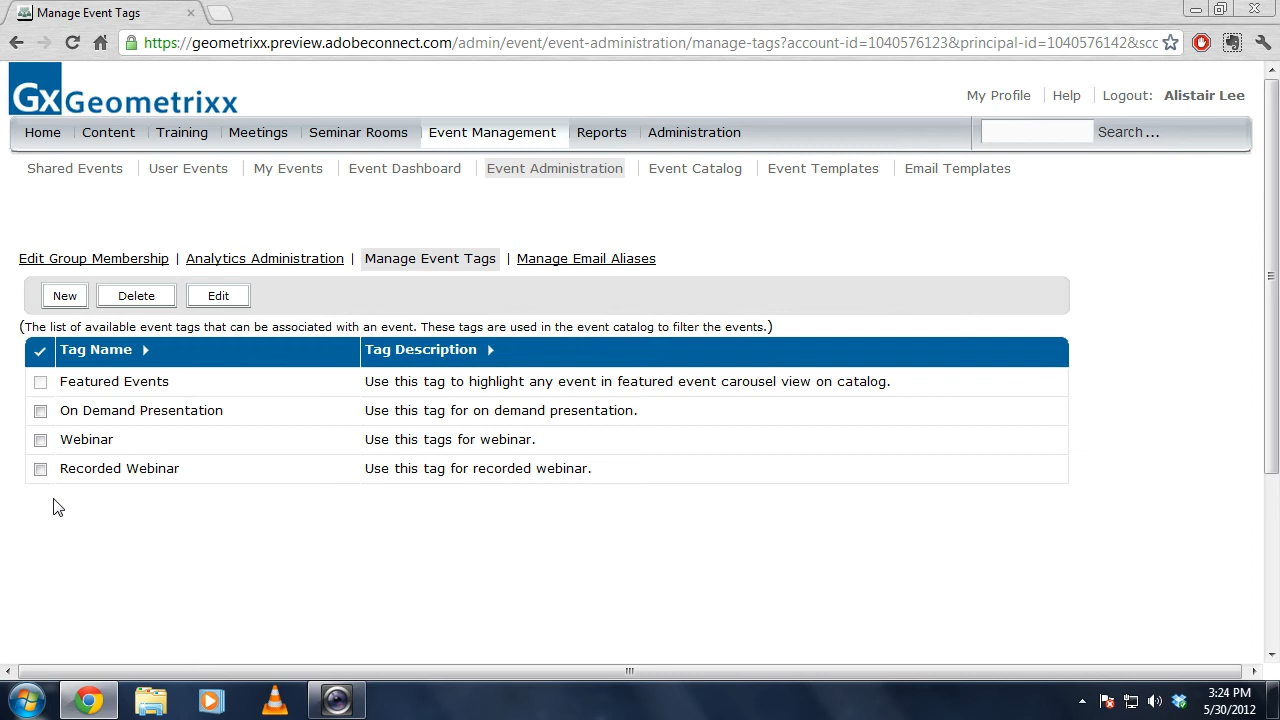 Manage Event Tags
https://geometrixx.preview.adobeconnect.com/admin/event/event-administration/manage-tags?account-id=1040576123&principal-id=1040576142&scc
Gx Geometrixx
My Profile Help Logout: Alistair Lee
Home Content Training Meetings Seminar Rooms Event Management Reports Administration Search ...
Shared Events User Events My Events Event Dashboard Event Administration Event Catalog Event Templates Email Templates
Edit Group Membership | Analytics Administration | Manage Event Tags | Manage Email Aliases
New Delete Edit
(The list of available event tags that can be associated with an event. These tags are used in the event catalog to filter the events.)
Tag Name Tag Description
Featured Events Use this tag to highlight any event in featured event carousel view on catalog.
On Demand Presentation Use this tag for on demand presentation.
Webinar Use this tags for webinar.
Recorded Webinar Use this tag for recorded webinar.
3:24 PM
5/30/2012